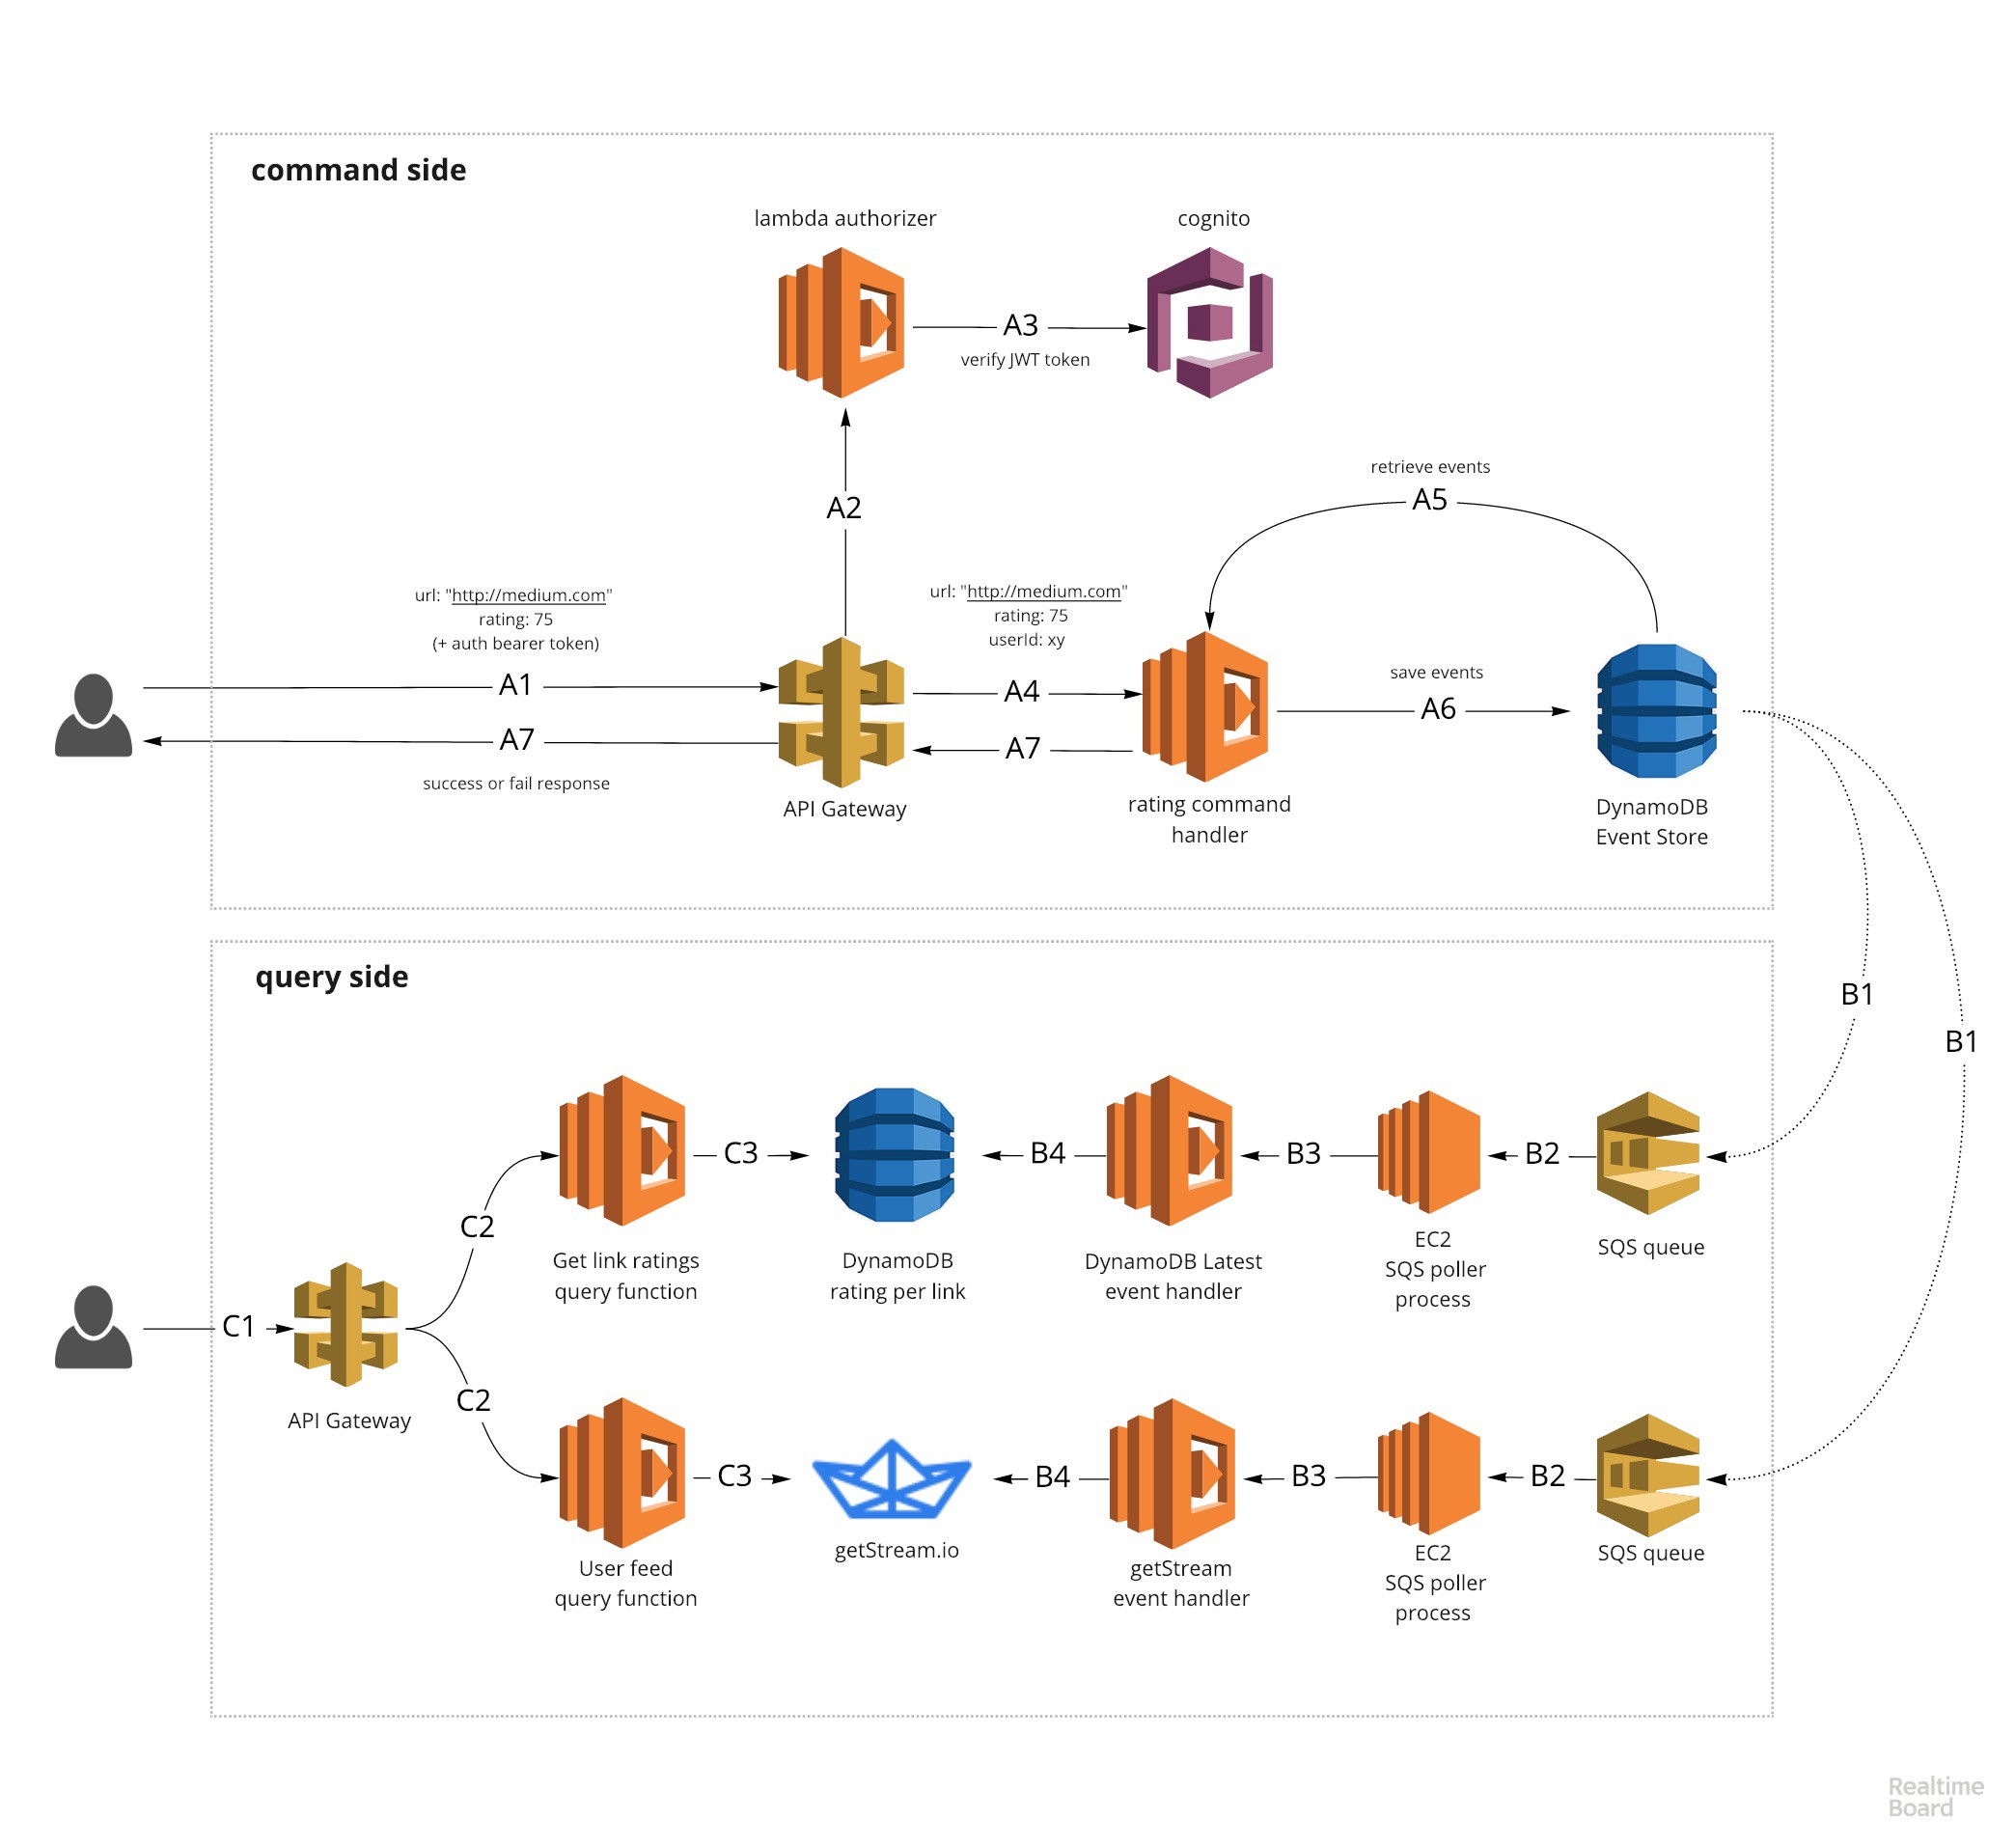 command side
lambda authorizer
cognito
A3
verify JWT token
retrieve events
A5
A2
url: "http://medium.com"
rating: 75
(+ auth bearer token)
url: "http://medium.com"
rating: 75
userId: xy
save events
A1
A4
A6
A7
A7
success or fail response
API Gateway
rating command
handler
DynamoDB
Event Store
query side
B1
B1
C3
B4
B3
B2
C2
Get link ratings
query function
DynamoDB
rating per link
DynamoDB Latest
event handler
EC2
SQS poller
process
SQS queue
C1
C2
API Gateway
C3
B4
B3
B2
User feed
query function
getStream.io
getStream
event handler
EC2
SQS poller
process
SQS queue
Realtime
Board